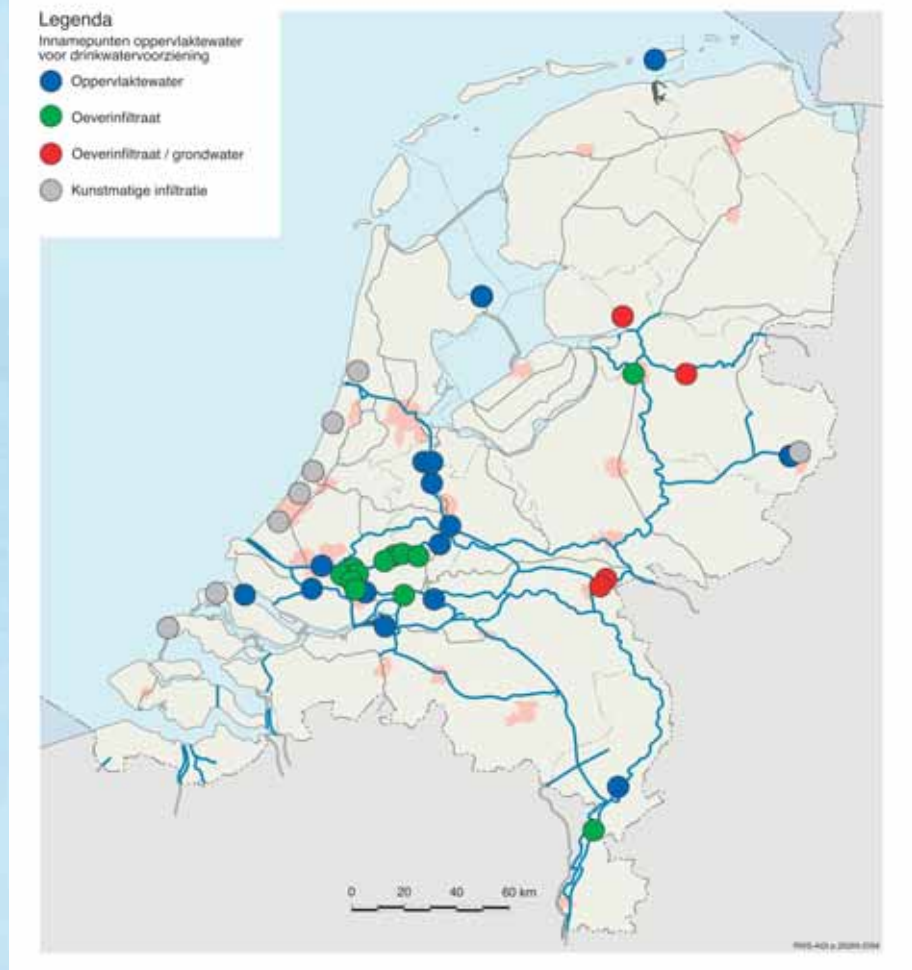 Legenda
Innamepunten oppervlaktewater
voor drinkwatervoorziening
Oppervlaktewater
Oeverinfiltraat
Oeverinfiltraat / grondwater
Kunstmatige infiltratie
0 20 40 60 km